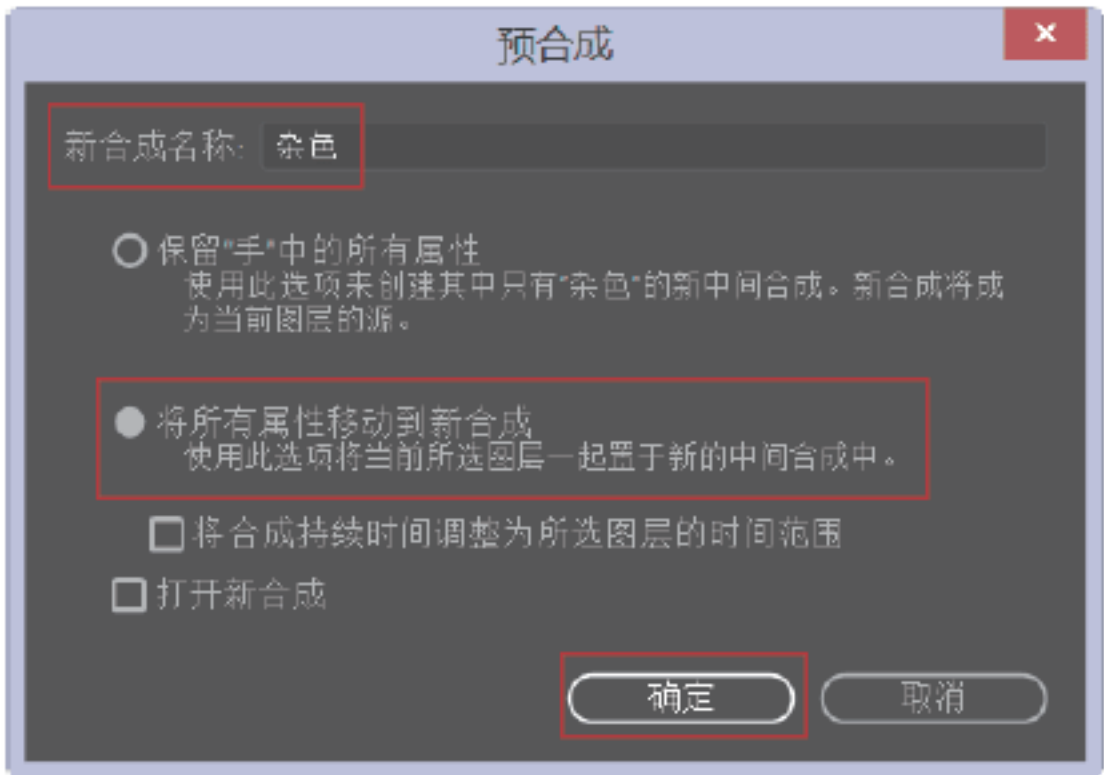 预合成
新合成名称: 杂色
保留"手"中的所有属性
使用此选项来创建其中只有"杂色"的新中间合成。新合成将成
为当前图层的源。
将所有属性移动到新合成
使用此选项将当前所选图层一起置于新的中间合成中。
将合成持续时间调整为所选图层的时间范围
打开新合成
确定 取消